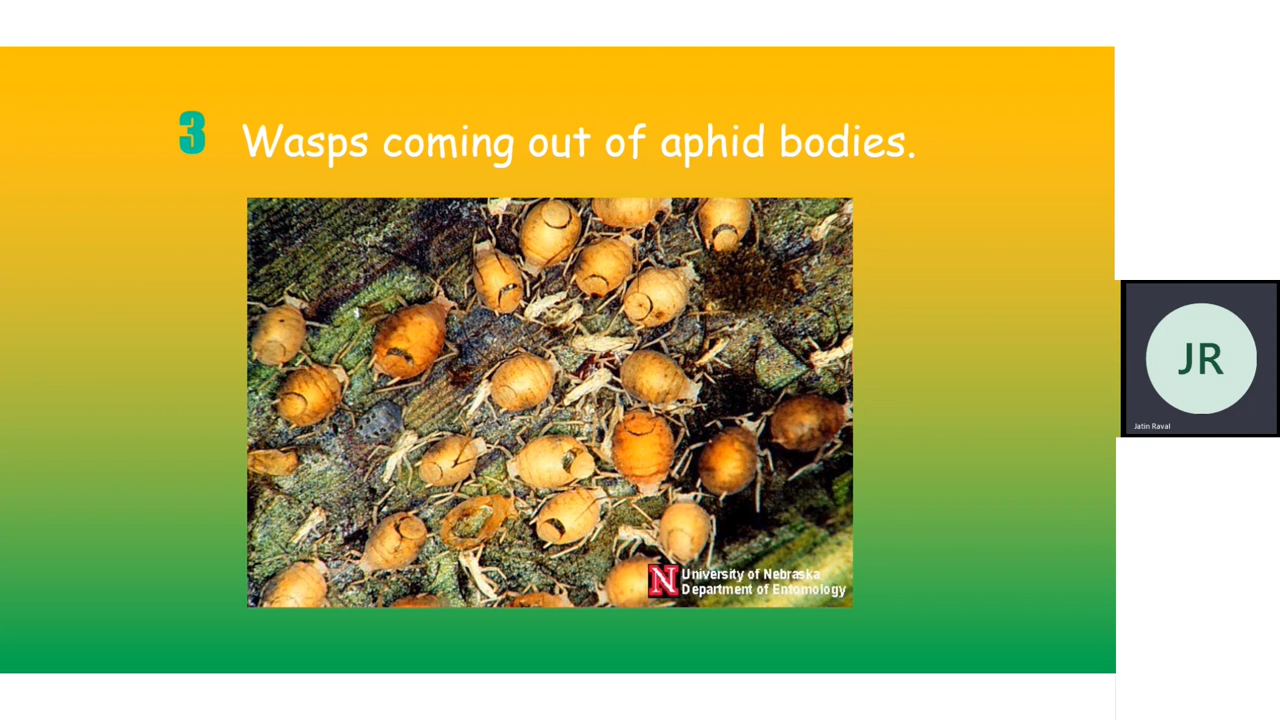 3 Wasps coming out of aphid bodies.
N University of Nebraska
Department of Entomology
JR
Jatin Raval